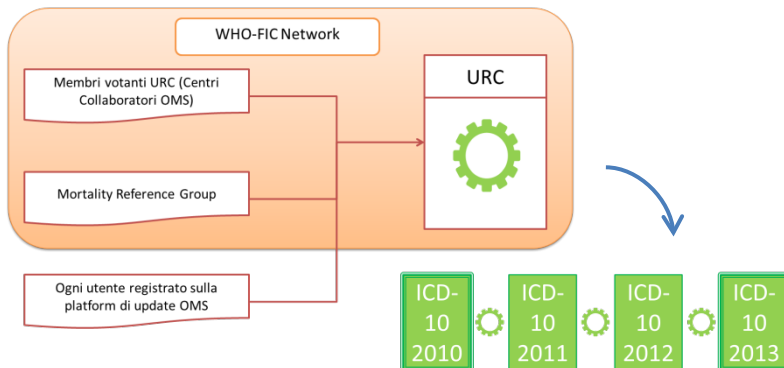 WHO-FIC Network
Membri votanti URC (Centri
Collaboratori OMS)
URC
Mortality Reference Group
Ogni utente registrato sulla
platform di update OMS
ICD-
10
2010
ICD-
10
2011
ICD-
10
2012
ICD-
10
2013